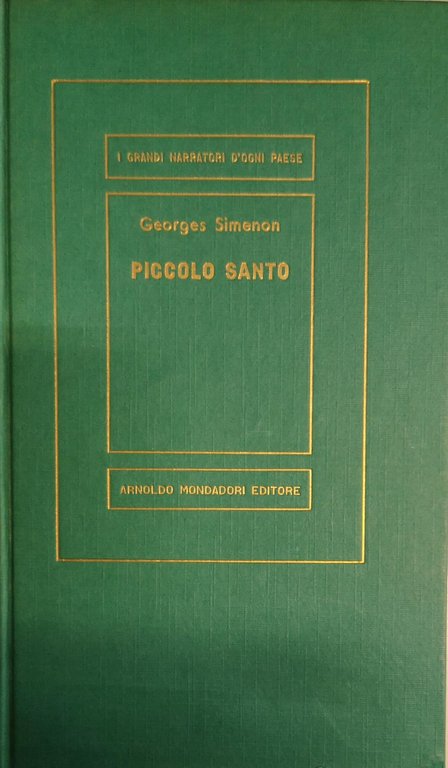 I GRANDI NARRATORI D'OGNI PAESE
Georges Simenon
PICCOLO SANTO
ARNOLDO MONDADORI EDITORE